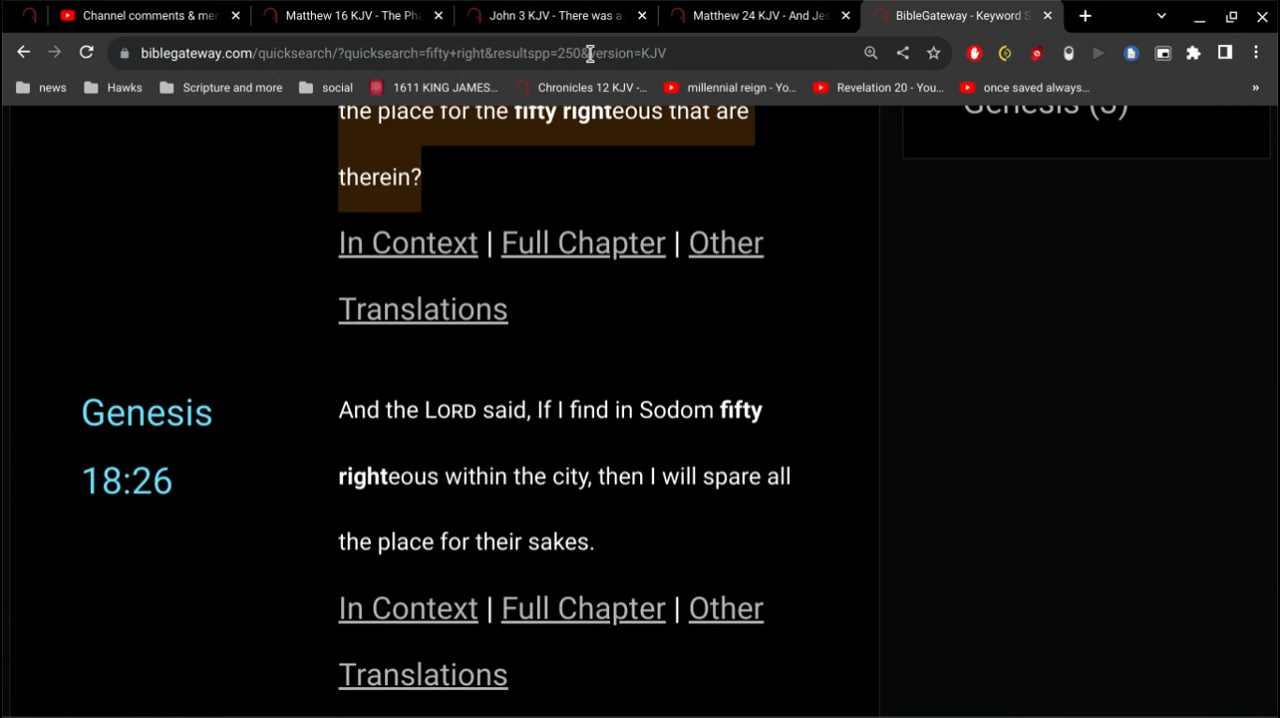 Channel comments & me
Matthew 16 KJV - The Pha
John 3 KJV - There was a
Matthew 24 KJV - And Jes
BibleGateway - Keyword S
biblegateway.com/quicksearch/?quicksearch=fifty+right&resultspp=250&version=KJV
news
Hawks
Scripture and more
social
1611 KING JAMES...
Chronicles 12 KJV -...
millennial reign - Yo...
Revelation 20 - You...
once saved always...
»
the place for the fifty righteous that are
therein?
In Context | Full Chapter | Other
Translations
Genesis
18:26
And the LORD said, If I find in Sodom fifty
righteous within the city, then I will spare all
the place for their sakes.
In Context | Full Chapter | Other
Translations
Genesis (3)